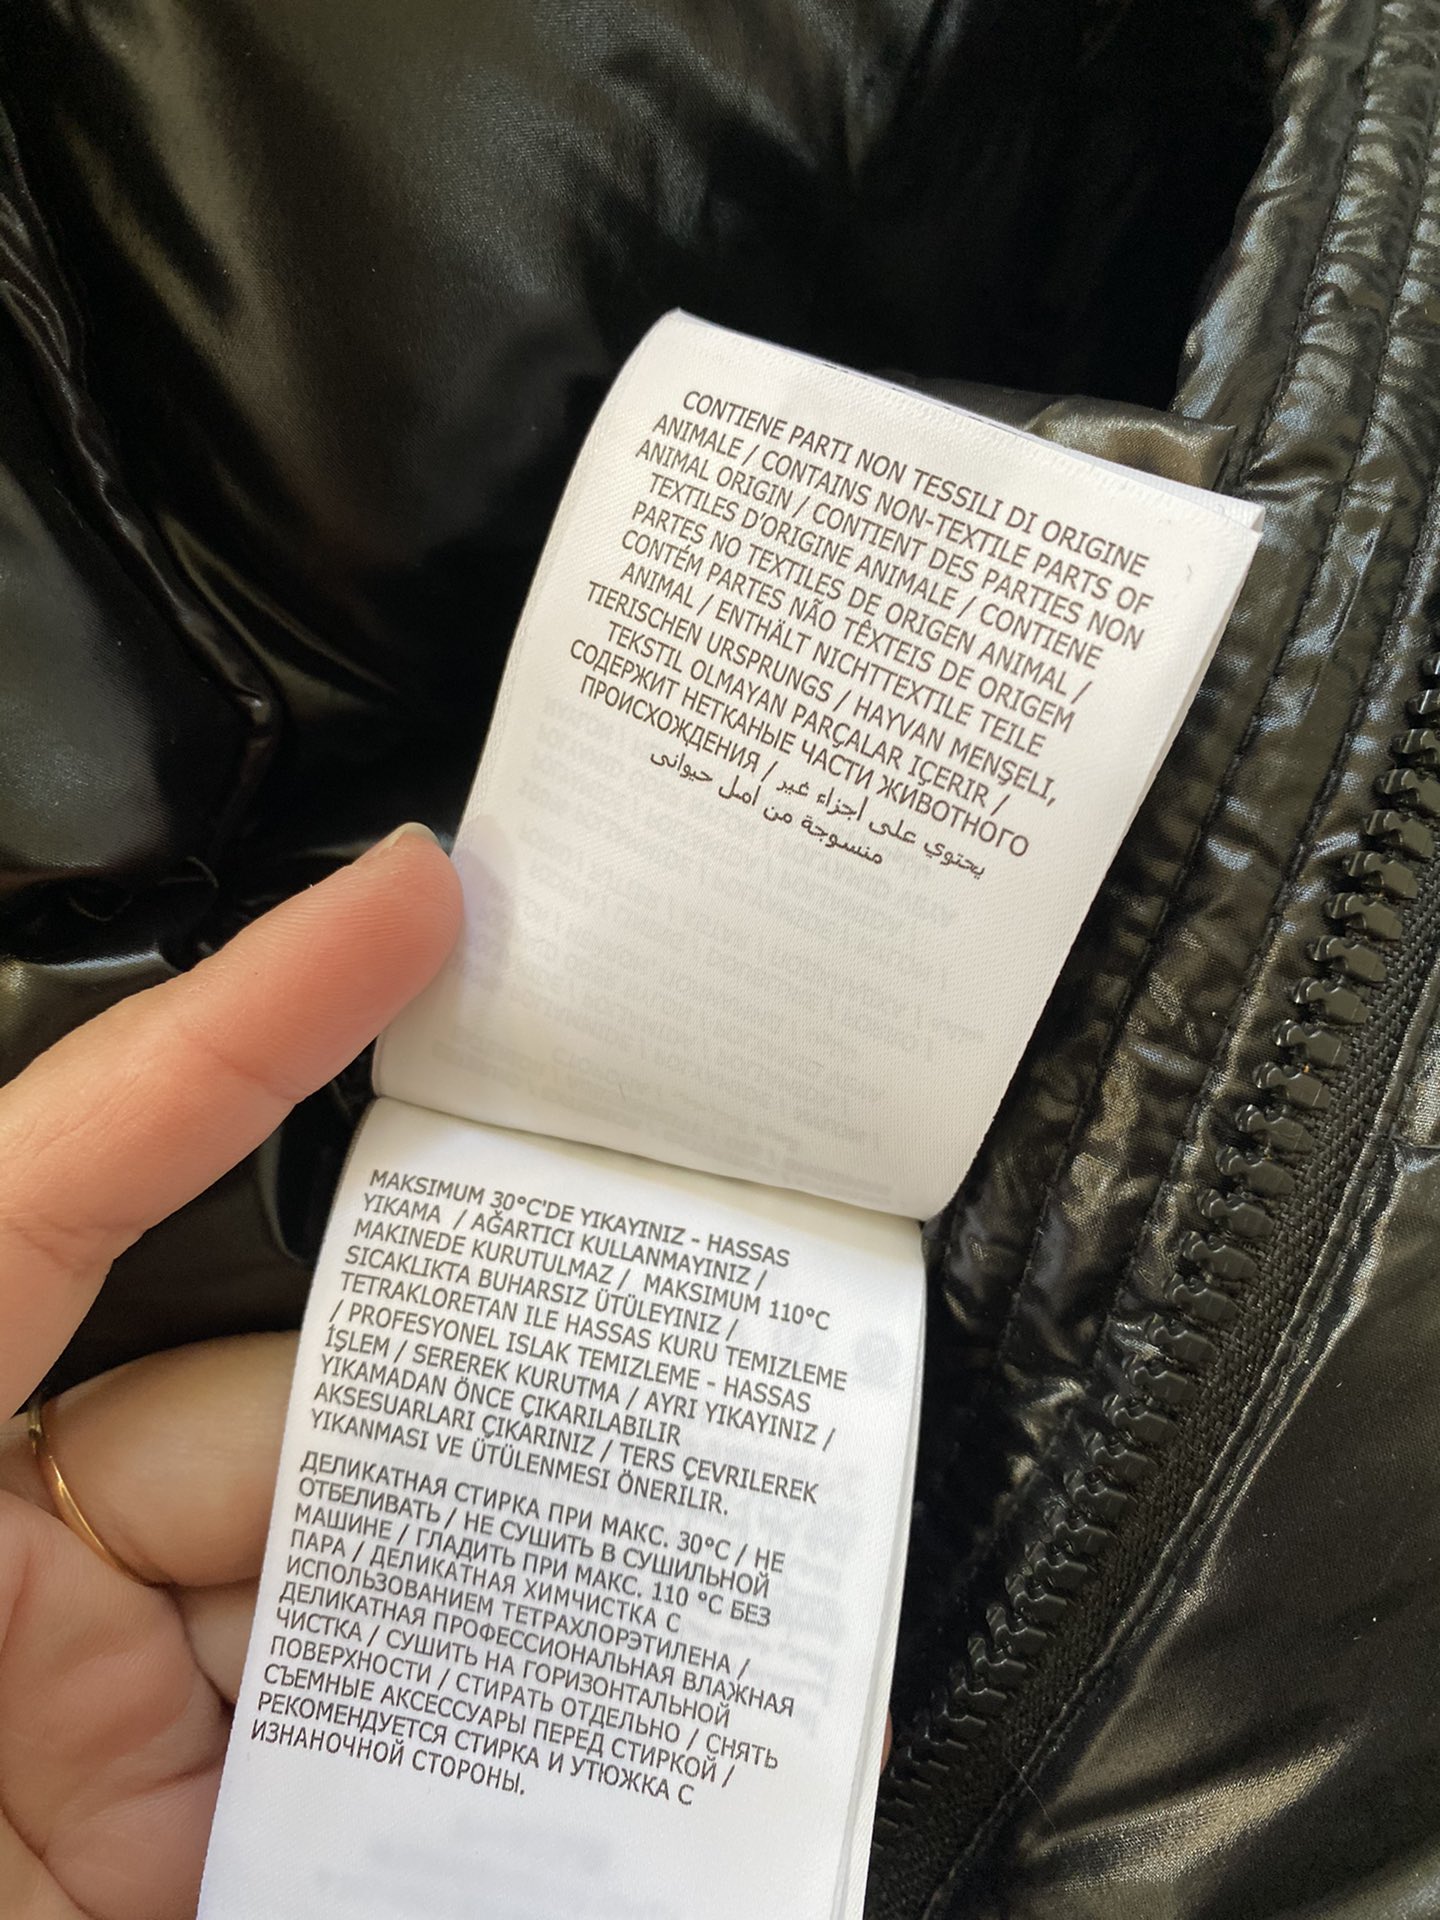 CONTIENE PARTI NON TESSILI DI ORIGINE
ANIMALE / CONTAINS NON-TEXTILE PARTS OF
ANIMAL ORIGIN / CONTIENT DES PARTIES NON
TEXTILES D'ORIGINE ANIMALE / CONTIENE
PARTES NO TEXTILES DE ORIGEN ANIMAL /
CONTÉM PARTES NÃO TÊXTEIS DE ORIGEM
ANIMAL / ENTHÄLT NICHTTEXTILE TEILE
TIERISCHEN URSPRUNGS / HAYVAN MENŞELI,
TEKSTIL OLMAYAN PARÇALAR IÇERIR /
СОДЕРЖИТ НЕТКАНЫЕ ЧАСТИ ЖИВОТНОГО
ПРОИСХОЖДЕНИЯ / يحتوي على اجزاء غير
منسوجة من امل حيوانى
MAKSIMUM 30°C'DE YIKAYINIZ - HASSAS
YIKAMA / AĞARTICI KULLANMAYINIZ /
MAKINEDE KURUTULMAZ / MAKSIMUM 110°C
SICAKLIKTA BUHARSIZ ÜTÜLEYINIZ /
TETRAKLORETAN ILE HASSAS KURU TEMIZLEME
/ PROFESYONEL ISLAK TEMIZLEME - HASSAS
İŞLEM / SEREREK KURUTMA / AYRI YIKAYINIZ /
YIKAMADAN ÖNCE ÇIKARILABILIR
AKSESUARLARI ÇIKARINIZ / TERS ÇEVRILEREK
YIKANMASI VE ÜTÜLENMESI ÖNERILIR.
ДЕЛИКАТНАЯ СТИРКА ПРИ МАКС. 30°C / НЕ
ОТБЕЛИВАТЬ / НЕ СУШИТЬ В СУШИЛЬНОЙ
МАШИНЕ / ГЛАДИТЬ ПРИ МАКС. 110 °C БЕЗ
ПАРА / ДЕЛИКАТНАЯ ХИМЧИСТКА С
ИСПОЛЬЗОВАНИЕМ ТЕТРАХЛОРЭТИЛЕНА /
ДЕЛИКАТНАЯ ПРОФЕССИОНАЛЬНАЯ ВЛАЖНАЯ
ЧИСТКА / СУШИТЬ НА ГОРИЗОНТАЛЬНОЙ
ПОВЕРХНОСТИ / СТИРАТЬ ОТДЕЛЬНО / СНЯТЬ
СЪЕМНЫЕ АКСЕССУАРЫ ПЕРЕД СТИРКОЙ /
РЕКОМЕНДУЕТСЯ СТИРКА И УТЮЖКА С
ИЗНАНОЧНОЙ СТОРОНЫ.